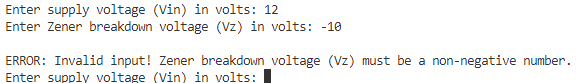 Enter supply voltage (Vin) in volts: 12
Enter Zener breakdown voltage (Vz) in volts: -10
ERROR: Invalid input! Zener breakdown voltage (Vz) must be a non-negative number.
Enter supply voltage (Vin) in volts: